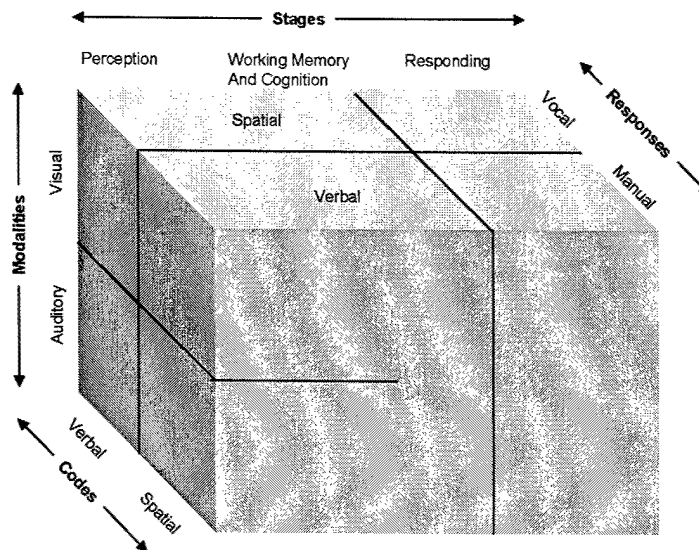 Stages
Perception
Working Memory
And Cognition
Responding
Spatial
Verbal
Vocal
Manual
Responses
Modalities
Visual
Auditory
Verbal
Spatial
Codes